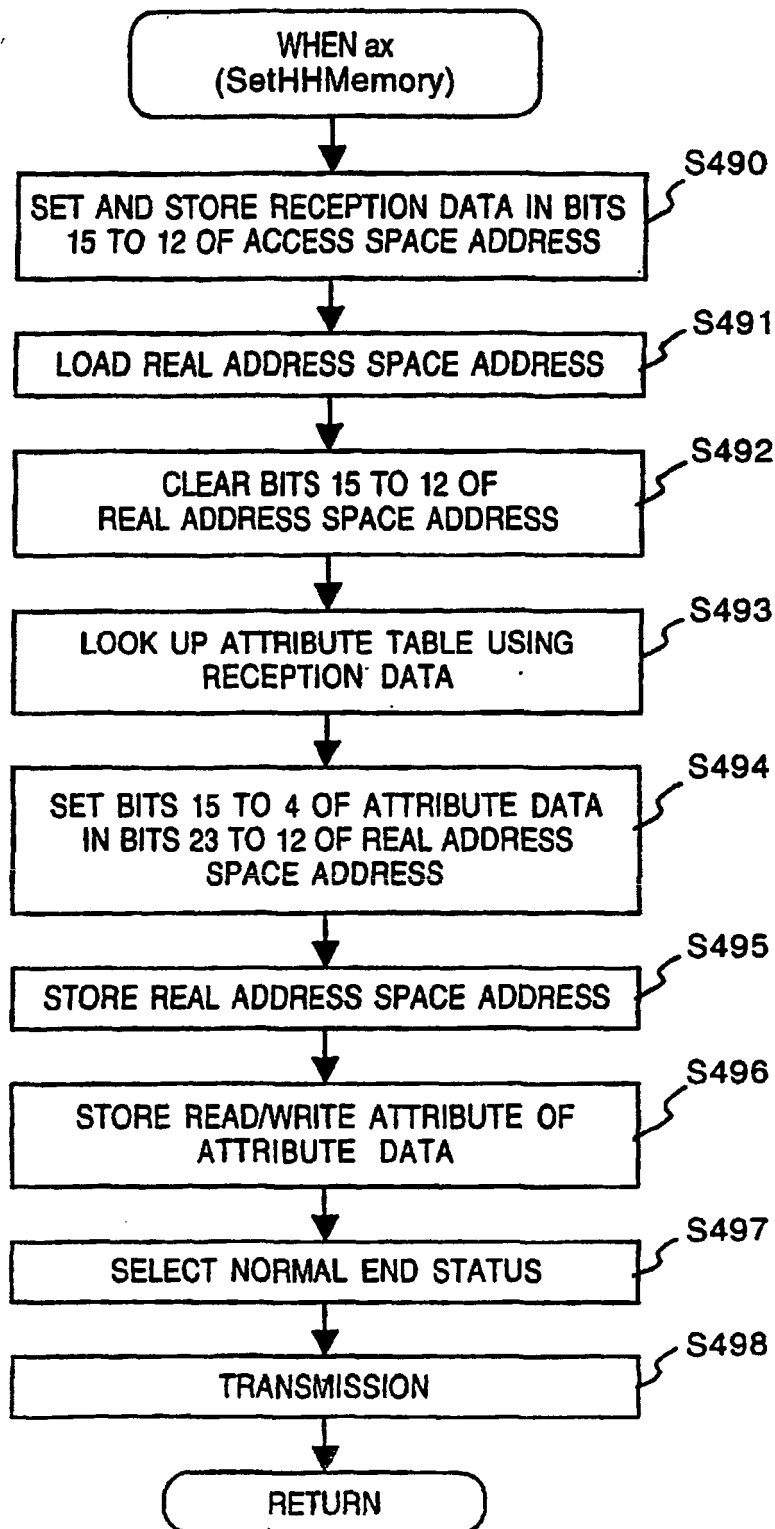 WHEN ax
(SetHHMemory)
S490
SET AND STORE RECEPTION DATA IN BITS
15 TO 12 OF ACCESS SPACE ADDRESS
S491
LOAD REAL ADDRESS SPACE ADDRESS
S492
CLEAR BITS 15 TO 12 OF
REAL ADDRESS SPACE ADDRESS
S493
LOOK UP ATTRIBUTE TABLE USING
RECEPTION DATA
S494
SET BITS 15 TO 4 OF ATTRIBUTE DATA
IN BITS 23 TO 12 OF REAL ADDRESS
SPACE ADDRESS
S495
STORE REAL ADDRESS SPACE ADDRESS
S496
STORE READ/WRITE ATTRIBUTE OF
ATTRIBUTE DATA
S497
SELECT NORMAL END STATUS
S498
TRANSMISSION
RETURN